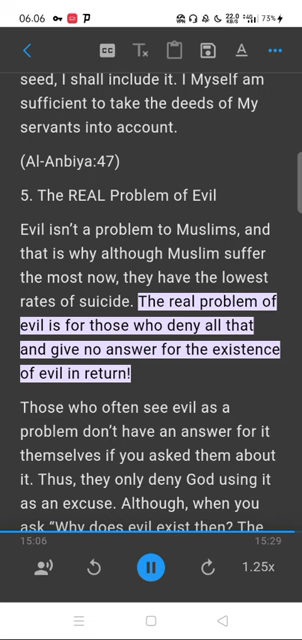 06.06
22.0
KB/S
73%
CC
seed, I shall include it. I Myself am
sufficient to take the deeds of My
servants into account.
(Al-Anbiya:47)
5. The REAL Problem of Evil
Evil isn’t a problem to Muslims, and
that is why although Muslim suffer
the most now, they have the lowest
rates of suicide. The real problem of
evil is for those who deny all that
and give no answer for the existence
of evil in return!
Those who often see evil as a
problem don’t have an answer for it
themselves if you asked them about
it. Thus, they only deny God using it
as an excuse. Although, when you
ask “Why does evil exist then? The
15:06
15:29
1.25x